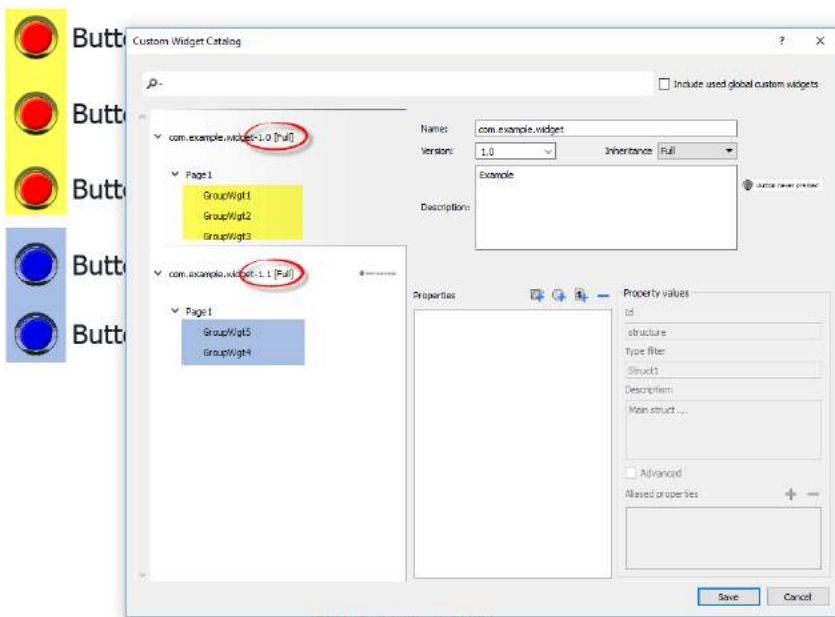 Butt
Butt
Butt
Butt
Butt
Custom Widget Catalog
?
Include used global custom widgets
com.example.widget-1.0 [Full]
Page1
GroupWgt1
GroupWgt2
GroupWgt3
com.example.widget-1.1 [Full]
Page1
GroupWgt5
GroupWgt4
Name:
com.example.widget
Version:
1.0
Inheritance
Full
Description:
Example
Button never pressed
Properties
Property values
Id
structure
Type filter
Struct1
Description:
Main struct ...
Advanced
Aliased properties
Save
Cancel